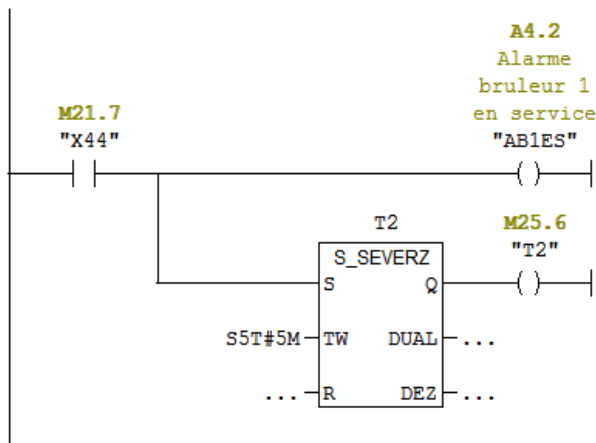 A4.2
Alarme
bruleur 1
en service
"AB1ES"
M21.7
"X44"
T2
S_SEVERZ
S Q
S5T#5M TW DUAL ...
... R DEZ ...
M25.6
"T2"